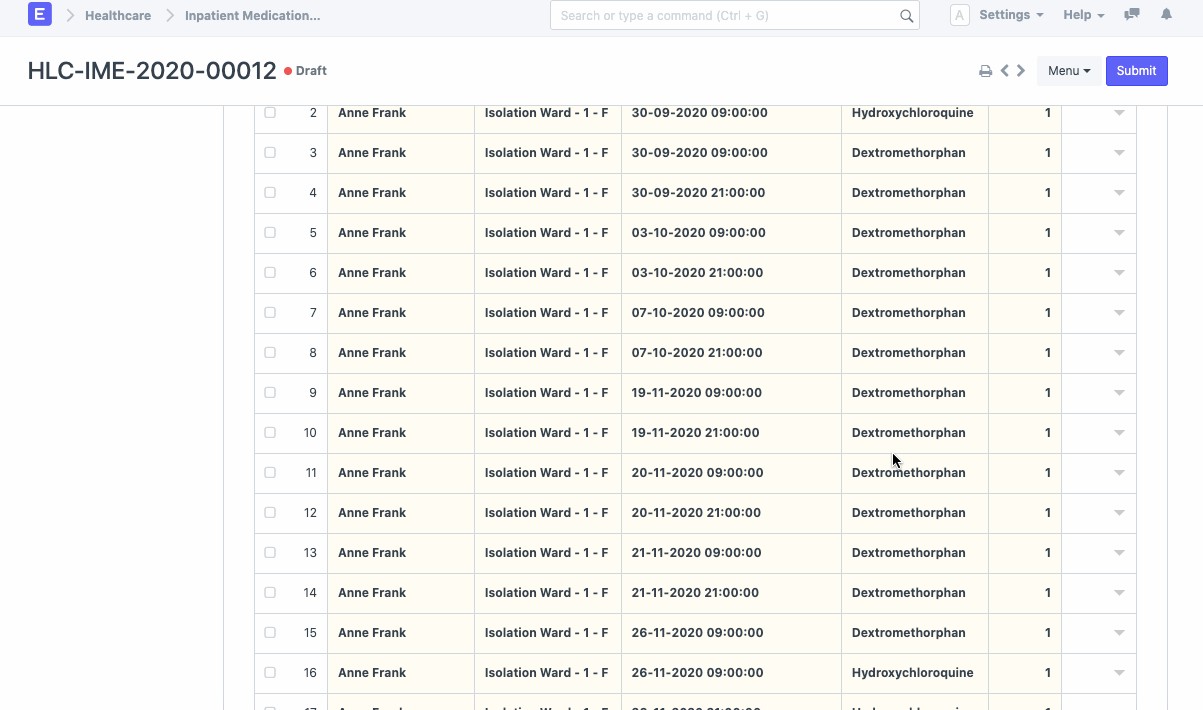 E Healthcare Inpatient Medication... Search or type a command (Ctrl + G) A Settings Help
HLC-IME-2020-00012 Draft Menu Submit
2 Anne Frank Isolation Ward - 1 - F 30-09-2020 09:00:00 Hydroxychloroquine 1
3 Anne Frank Isolation Ward - 1 - F 30-09-2020 09:00:00 Dextromethorphan 1
4 Anne Frank Isolation Ward - 1 - F 30-09-2020 21:00:00 Dextromethorphan 1
5 Anne Frank Isolation Ward - 1 - F 03-10-2020 09:00:00 Dextromethorphan 1
6 Anne Frank Isolation Ward - 1 - F 03-10-2020 21:00:00 Dextromethorphan 1
7 Anne Frank Isolation Ward - 1 - F 07-10-2020 09:00:00 Dextromethorphan 1
8 Anne Frank Isolation Ward - 1 - F 07-10-2020 21:00:00 Dextromethorphan 1
9 Anne Frank Isolation Ward - 1 - F 19-11-2020 09:00:00 Dextromethorphan 1
10 Anne Frank Isolation Ward - 1 - F 19-11-2020 21:00:00 Dextromethorphan 1
11 Anne Frank Isolation Ward - 1 - F 20-11-2020 09:00:00 Dextromethorphan 1
12 Anne Frank Isolation Ward - 1 - F 20-11-2020 21:00:00 Dextromethorphan 1
13 Anne Frank Isolation Ward - 1 - F 21-11-2020 09:00:00 Dextromethorphan 1
14 Anne Frank Isolation Ward - 1 - F 21-11-2020 21:00:00 Dextromethorphan 1
15 Anne Frank Isolation Ward - 1 - F 26-11-2020 09:00:00 Dextromethorphan 1
16 Anne Frank Isolation Ward - 1 - F 26-11-2020 09:00:00 Hydroxychloroquine 1